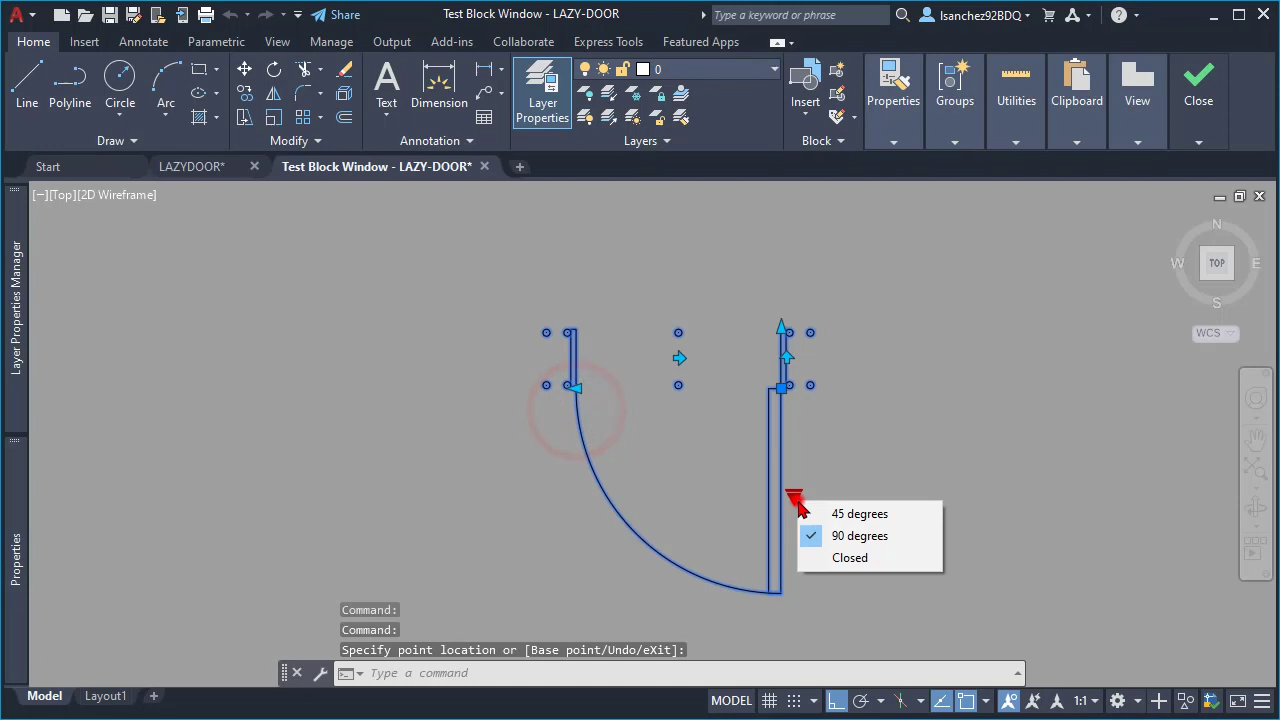 A
Share
Test Block Window - LAZY-DOOR
Type a keyword or phrase
lsanchez92BDQ
Home
Insert
Annotate
Parametric
View
Manage
Output
Add-ins
Collaborate
Express Tools
Featured Apps
Line
Polyline
Circle
Arc
Text
Dimension
Layer
Properties
0
Insert
Properties
Groups
Utilities
Clipboard
View
Close
Draw
Modify
Annotation
Layers
Block
Start
LAZYDOOR*
Test Block Window - LAZY-DOOR*
[−][Top][2D Wireframe]
N
W
TOP
E
S
WCS
Layer Properties Manager
Properties
45 degrees
90 degrees
Closed
Command:
Command:
Specify point location or [Base point/Undo/eXit]:
Type a command
Model
Layout1
MODEL
1:1